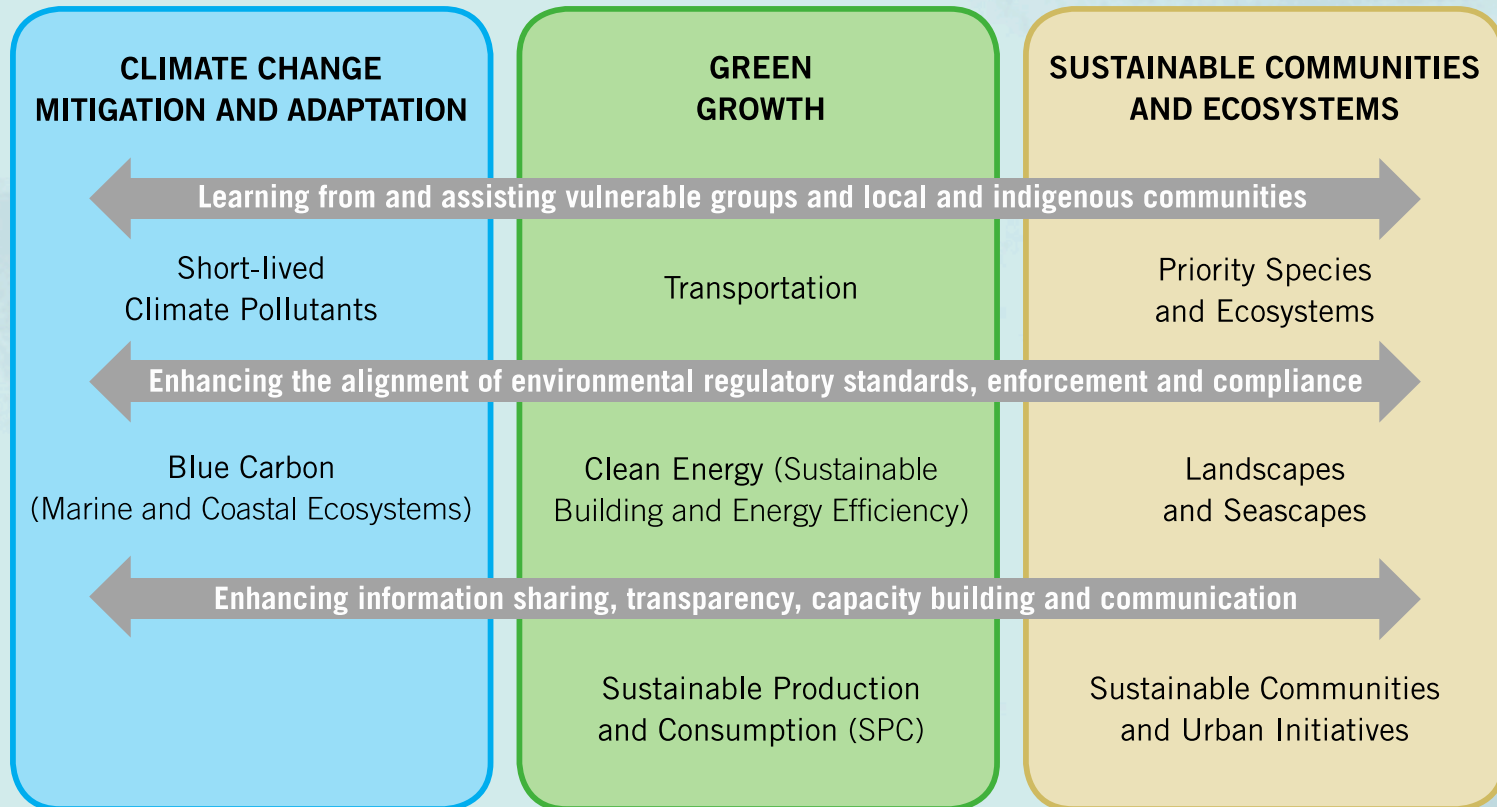 CLIMATE CHANGE
MITIGATION AND ADAPTATION
GREEN
GROWTH
SUSTAINABLE COMMUNITIES
AND ECOSYSTEMS
Learning from and assisting vulnerable groups and local and indigenous communities
Short-lived
Climate Pollutants
Transportation
Priority Species
and Ecosystems
Enhancing the alignment of environmental regulatory standards, enforcement and compliance
Blue Carbon
(Marine and Coastal Ecosystems)
Clean Energy (Sustainable
Building and Energy Efficiency)
Landscapes
and Seascapes
Enhancing information sharing, transparency, capacity building and communication
Sustainable Production
and Consumption (SPC)
Sustainable Communities
and Urban Initiatives